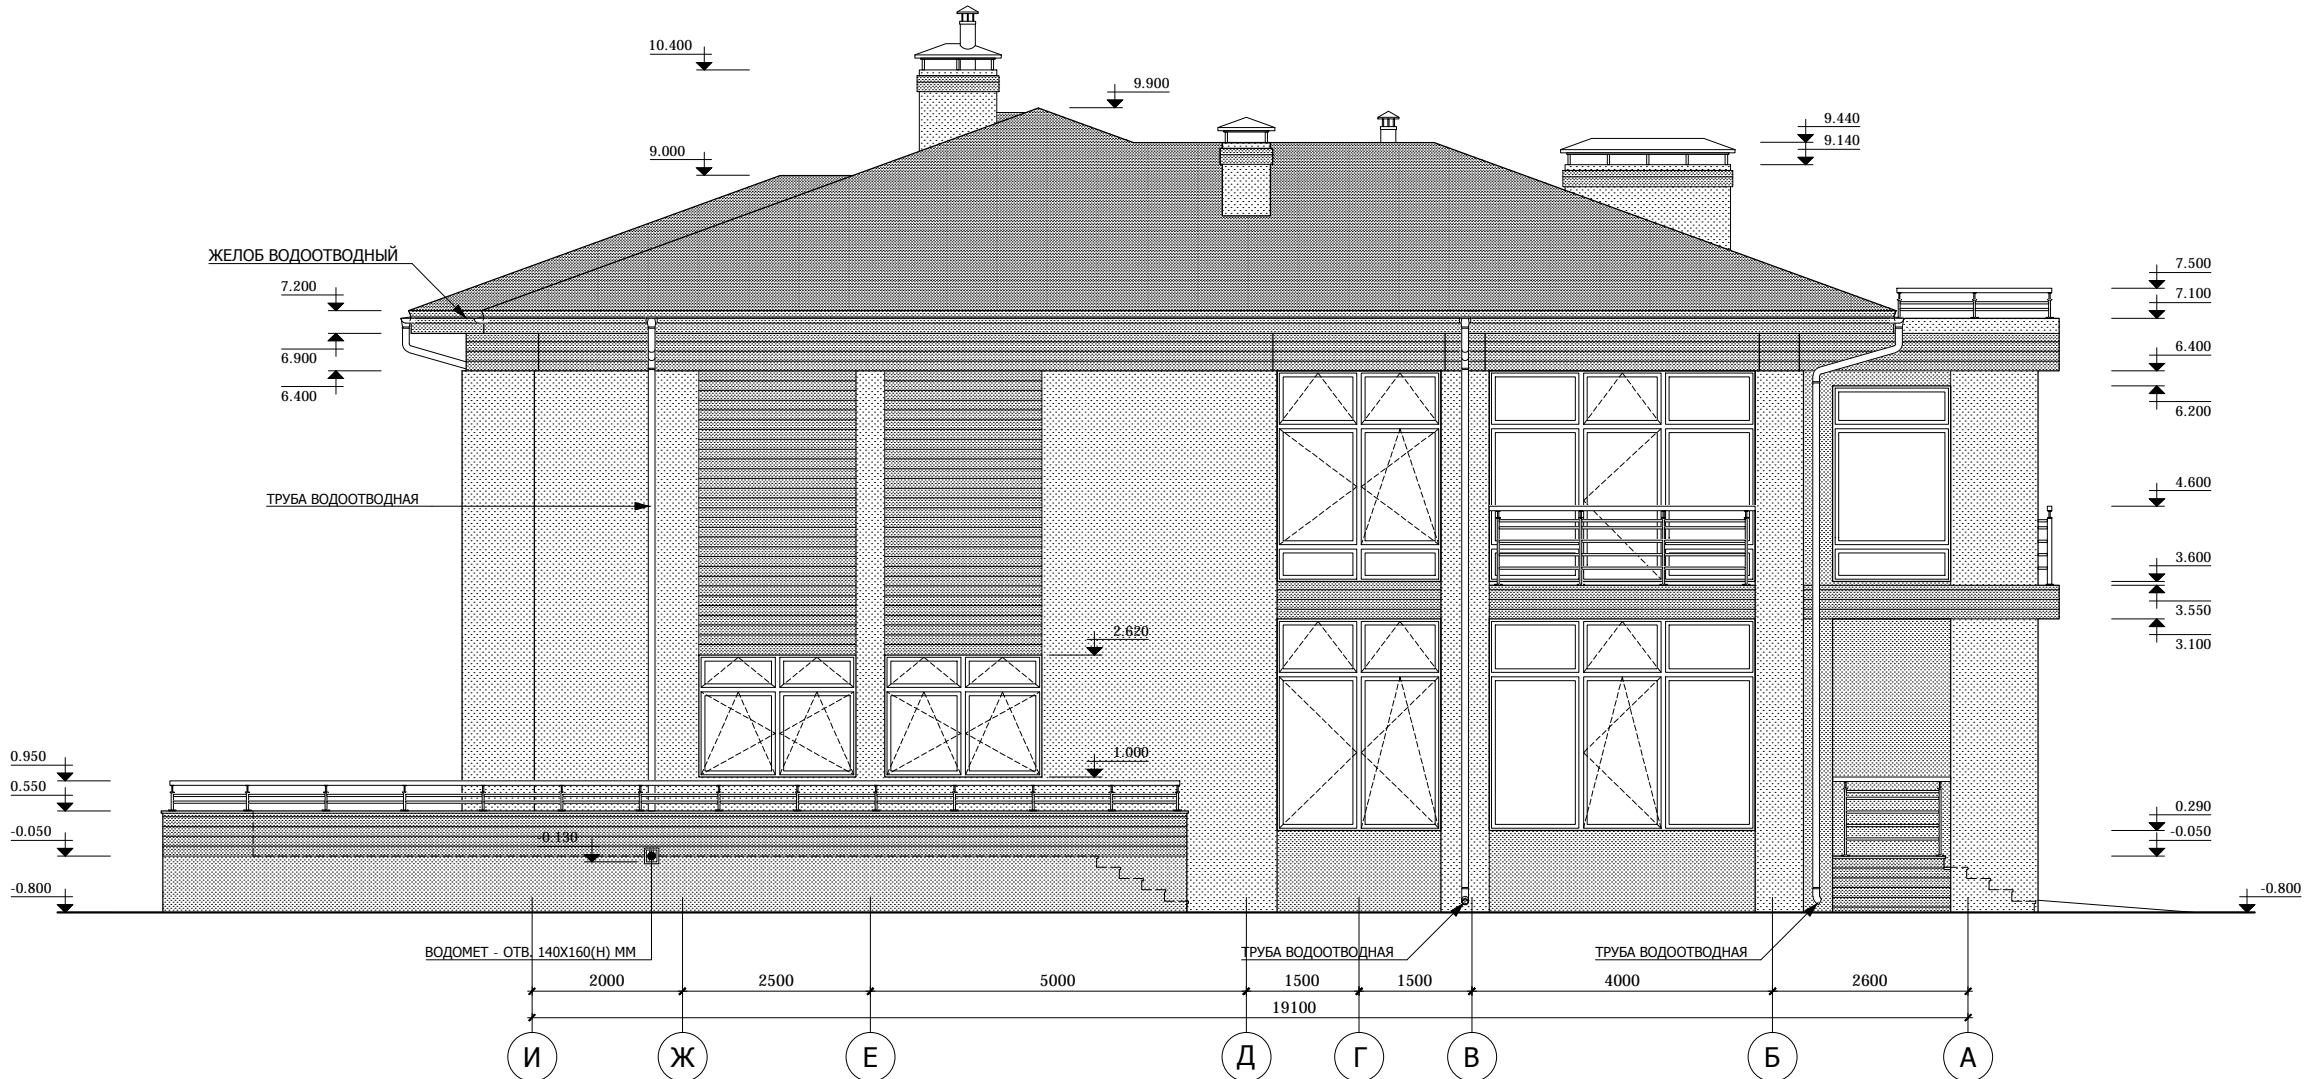 10.400
9.900
9.440
9.140
9.000
ЖЕЛОБ ВОДООТВОДНЫЙ
7.200
7.500
7.100
6.900
6.400
6.400
6.200
ТРУБА ВОДООТВОДНАЯ
4.600
3.600
3.550
3.100
2.620
1.000
0.950
0.550
-0.050
-0.130
-0.800
0.290
-0.050
-0.800
ВОДОМЕТ - ОТВ. 140Х160(Н) ММ
ТРУБА ВОДООТВОДНАЯ
ТРУБА ВОДООТВОДНАЯ
2000
2500
5000
1500
1500
4000
2600
19100
И
Ж
Е
Д
Г
В
Б
А